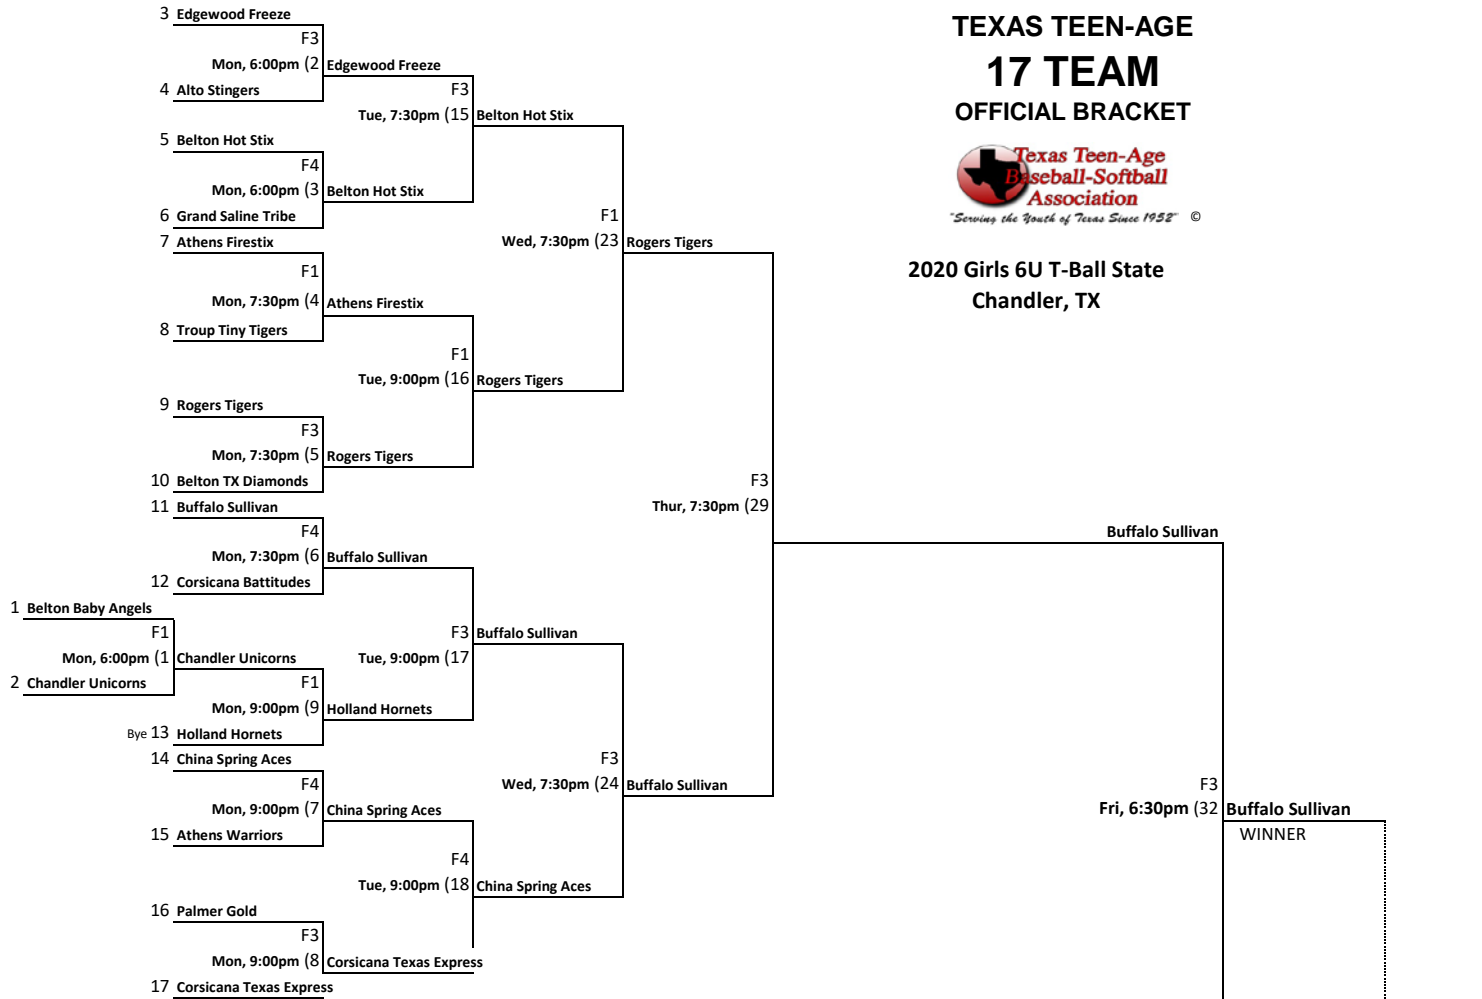 3 Edgewood Freeze
TEXAS TEEN-AGE
F3
17 TEAM
Mon, 6:00pm (2 Edgewood Freeze
4 Alto Stingers
F3
OFFICIAL BRACKET
Tue, 7:30pm (15 Belton Hot Stix
5 Belton Hot Stix
Texas Teen-Age
F4
Baseball-Softball
Mon, 6:00pm (3 Belton Hot Stix
Association
6 Grand Saline Tribe
F1
"Serving the Youth of Texas Since 1952" ©
7 Athens Firestix
Wed, 7:30pm (23 Rogers Tigers
F1
2020 Girls 6U T-Ball State
Mon, 7:30pm (4 Athens Firestix
Chandler, TX
8 Troup Tiny Tigers
F1
Tue, 9:00pm (16 Rogers Tigers
9 Rogers Tigers
F3
Mon, 7:30pm (5 Rogers Tigers
10 Belton TX Diamonds
F3
11 Buffalo Sullivan
Thur, 7:30pm (29
F4
Buffalo Sullivan
Mon, 7:30pm (6 Buffalo Sullivan
12 Corsicana Battitudes
1 Belton Baby Angels
F1
F3 Buffalo Sullivan
Mon, 6:00pm (1 Chandler Unicorns
Tue, 9:00pm (17
2 Chandler Unicorns
F1
Mon, 9:00pm (9 Holland Hornets
Bye 13 Holland Hornets
14 China Spring Aces
F3
F4
Wed, 7:30pm (24 Buffalo Sullivan
F3
Mon, 9:00pm (7 China Spring Aces
Fri, 6:30pm (32 Buffalo Sullivan
15 Athens Warriors
WINNER
F4
Tue, 9:00pm (18 China Spring Aces
16 Palmer Gold
F3
Mon, 9:00pm (8 Corsicana Texas Express
17 Corsicana Texas Express